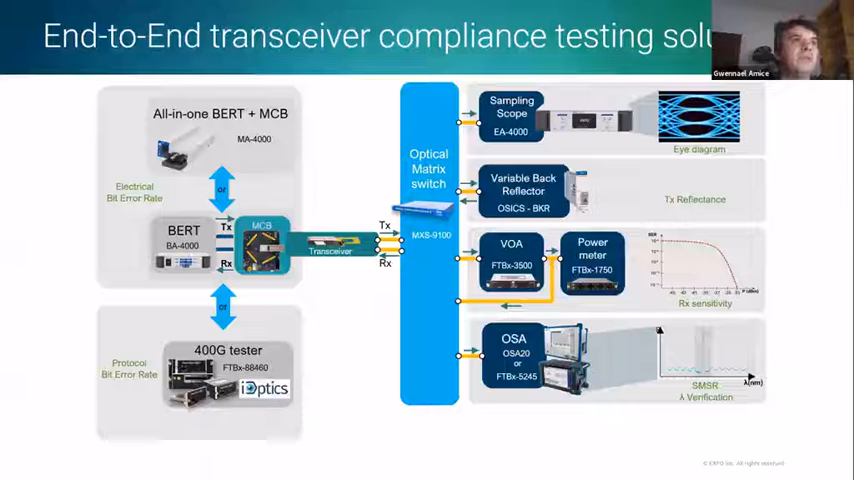 End-to-End transceiver compliance testing solu
Gwennael Amice
All-in-one BERT + MCB
MA-4000
Electrical
Bit Error Rate
or
BERT
BA-4000
Tx
Rx
MCB
Transceiver
Tx
Rx
or
400G tester
FTBx-88460
iOptics
Protocol
Bit Error Rate
Optical
Matrix
switch
MXS-9100
Sampling
Scope
EA-4000
Eye diagram
Variable Back
Reflector
OSICS - BKR
Tx Reflectance
VOA
FTBx-3500
Power
meter
FTBx-1750
BER
Rx sensitivity
OSA
OSA20
or
FTBx-5245
λ(nm)
SMSR
λ Verification
© EXFO Inc. All rights reserved